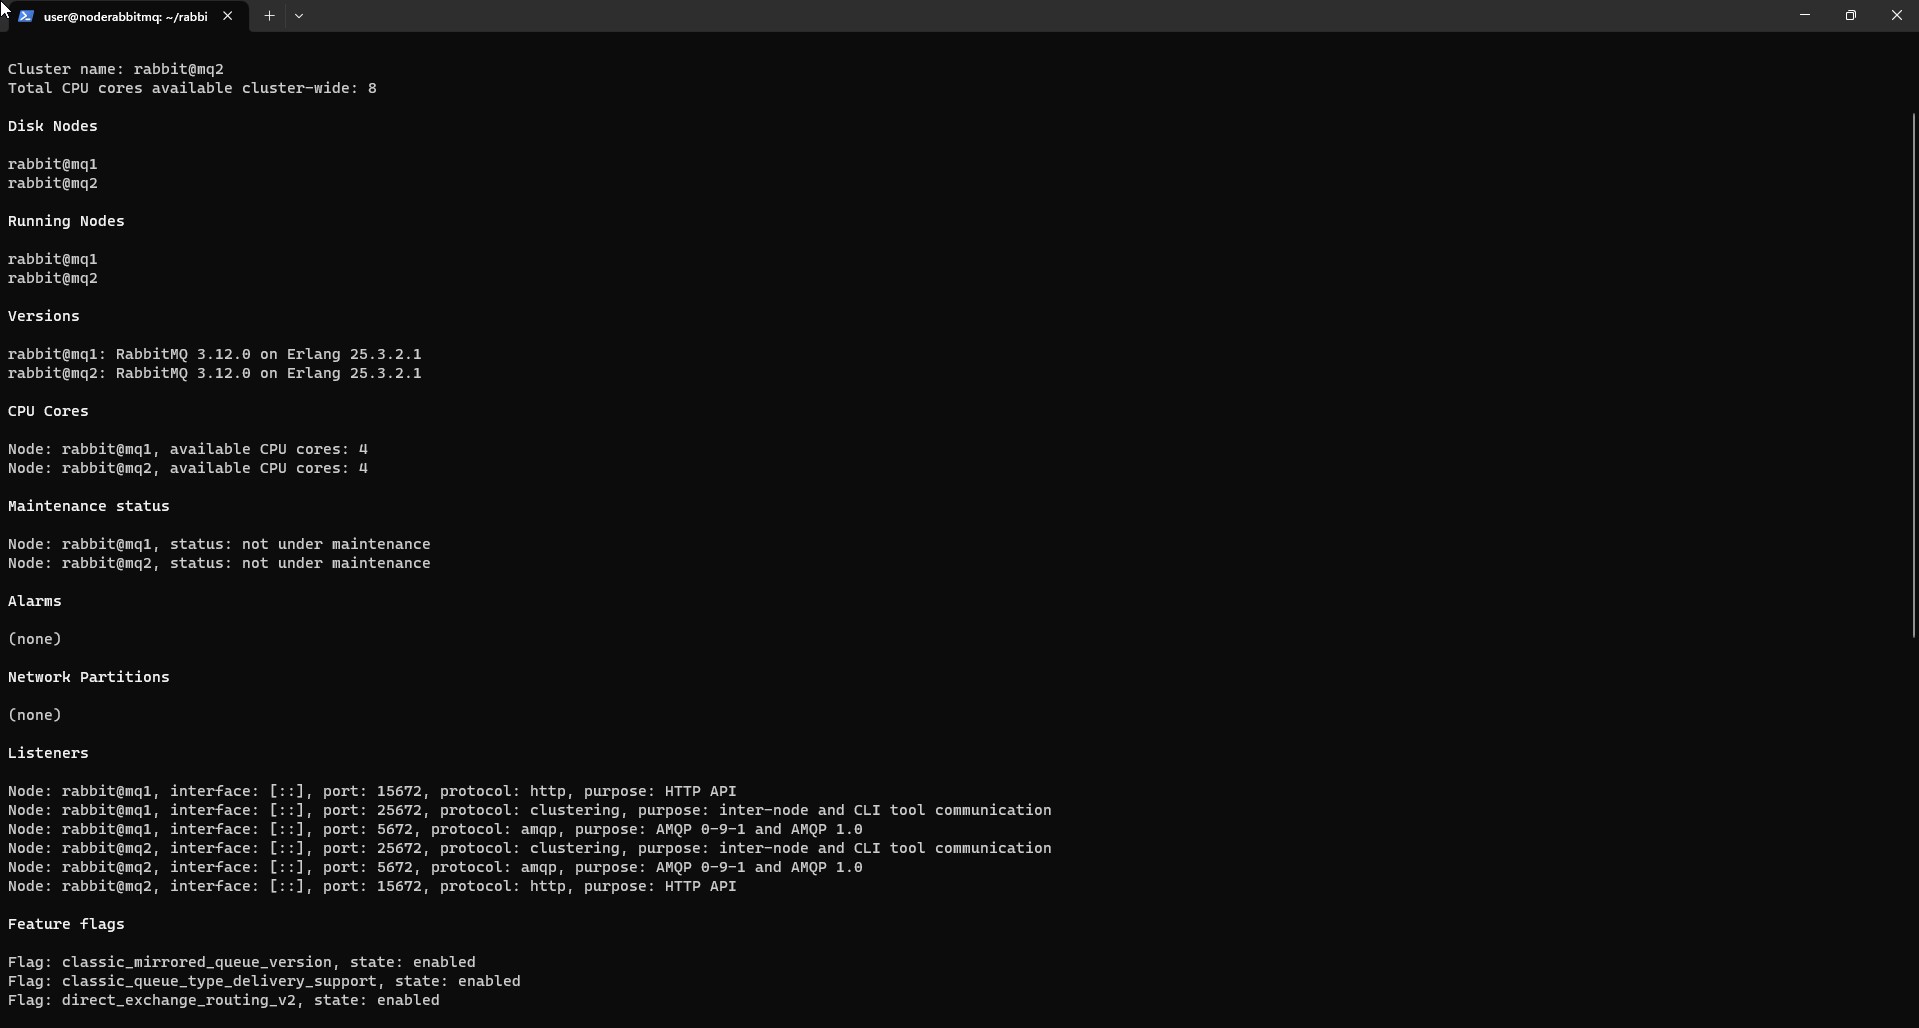 user@noderabbitmq: ~/rabbi
Cluster name: rabbit@mq2
Total CPU cores available cluster-wide: 8
Disk Nodes
rabbit@mq1
rabbit@mq2
Running Nodes
rabbit@mq1
rabbit@mq2
Versions
rabbit@mq1: RabbitMQ 3.12.0 on Erlang 25.3.2.1
rabbit@mq2: RabbitMQ 3.12.0 on Erlang 25.3.2.1
CPU Cores
Node: rabbit@mq1, available CPU cores: 4
Node: rabbit@mq2, available CPU cores: 4
Maintenance status
Node: rabbit@mq1, status: not under maintenance
Node: rabbit@mq2, status: not under maintenance
Alarms
(none)
Network Partitions
(none)
Listeners
Node: rabbit@mq1, interface: [::], port: 15672, protocol: http, purpose: HTTP API
Node: rabbit@mq1, interface: [::], port: 25672, protocol: clustering, purpose: inter-node and CLI tool communication
Node: rabbit@mq1, interface: [::], port: 5672, protocol: amqp, purpose: AMQP 0-9-1 and AMQP 1.0
Node: rabbit@mq2, interface: [::], port: 25672, protocol: clustering, purpose: inter-node and CLI tool communication
Node: rabbit@mq2, interface: [::], port: 5672, protocol: amqp, purpose: AMQP 0-9-1 and AMQP 1.0
Node: rabbit@mq2, interface: [::], port: 15672, protocol: http, purpose: HTTP API
Feature flags
Flag: classic_mirrored_queue_version, state: enabled
Flag: classic_queue_type_delivery_support, state: enabled
Flag: direct_exchange_routing_v2, state: enabled